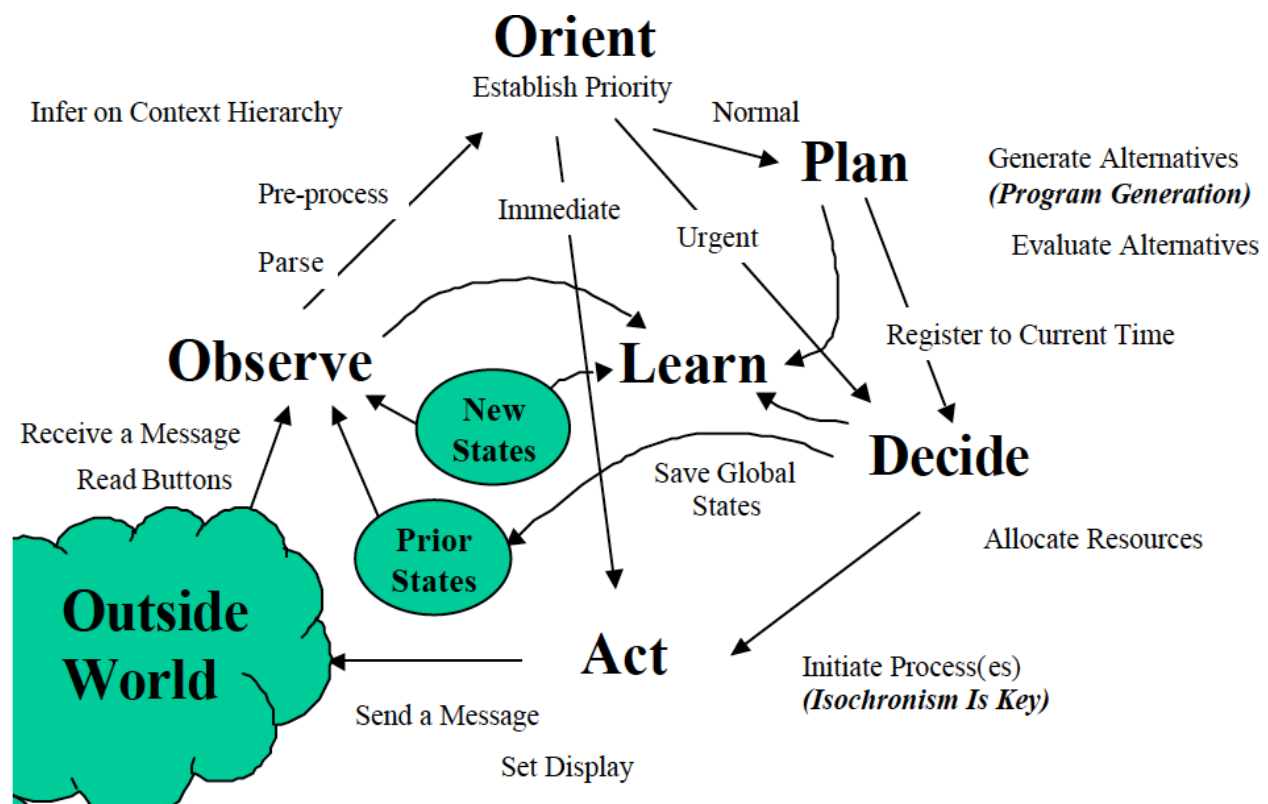 Orient
Establish Priority
Infer on Context Hierarchy
Normal
Plan
Generate Alternatives
(Program Generation)
Pre-process
Immediate
Urgent
Evaluate Alternatives
Parse
Register to Current Time
Observe
Learn
New
States
Receive a Message
Read Buttons
Decide
Save Global
States
Prior
States
Allocate Resources
Outside
World
Act
Initiate Process(es)
(Isochronism Is Key)
Send a Message
Set Display